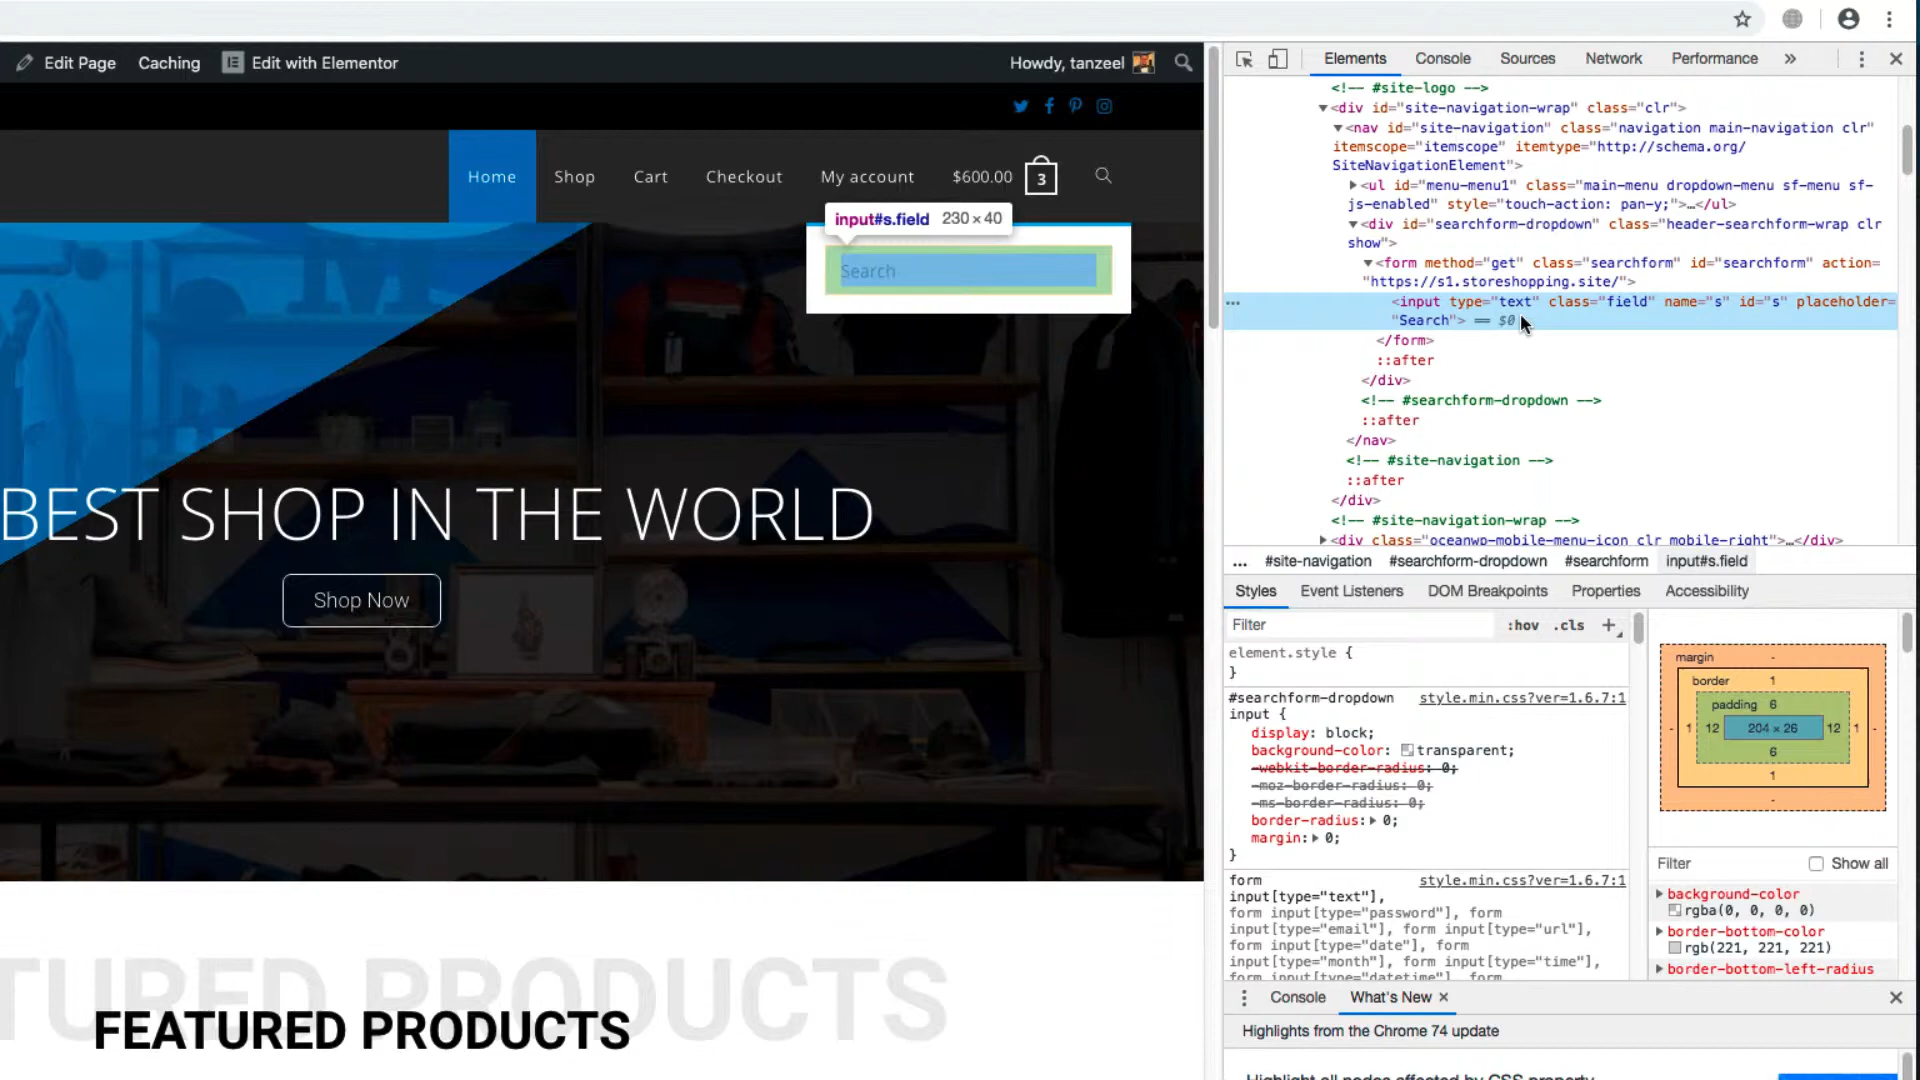 Edit Page Caching Edit with Elementor Howdy, tanzeel
Home Shop Cart Checkout My account $600.00 3
input#s.field 230 × 40
Search
BEST SHOP IN THE WORLD
Shop Now
TURED PRODUCTS
FEATURED PRODUCTS
Elements Console Sources Network Performance »
<!-- #site-logo -->
<div id="site-navigation-wrap" class="clr">
<nav id="site-navigation" class="navigation main-navigation clr"
itemscope="itemscope" itemtype="http://schema.org/
SiteNavigationElement">
<ul id="menu-menu1" class="main-menu dropdown-menu sf-menu sf-
js-enabled" style="touch-action: pan-y;">…</ul>
<div id="searchform-dropdown" class="header-searchform-wrap clr
show">
<form method="get" class="searchform" id="searchform" action=
"https://s1.storeshopping.site/">
<input type="text" class="field" name="s" id="s" placeholder=
"Search"> == $0
</form>
::after
</div>
<!-- #searchform-dropdown -->
::after
</nav>
<!-- #site-navigation -->
::after
</div>
<!-- #site-navigation-wrap -->
<div class="oceanwp-mobile-menu-icon clr mobile-right">…</div>
... #site-navigation #searchform-dropdown #searchform input#s.field
Styles Event Listeners DOM Breakpoints Properties Accessibility
Filter :hov .cls +
element.style {
}
#searchform-dropdown style.min.css?ver=1.6.7:1
input {
display: block;
background-color: transparent;
-webkit-border-radius: 0;
-moz-border-radius: 0;
-ms-border-radius: 0;
border-radius: 0;
margin: 0;
}
form style.min.css?ver=1.6.7:1
input[type="text"],
form input[type="password"], form
input[type="email"], form input[type="url"],
form input[type="date"], form
input[type="month"], form input[type="time"],
form input[type="datetime"], form
margin -
border 1
padding 6
- 1 12 204 × 26 12 1 -
6
1
-
Filter Show all
background-color
rgba(0, 0, 0, 0)
border-bottom-color
rgb(221, 221, 221)
border-bottom-left-radius
Console What's New ×
Highlights from the Chrome 74 update
Highlight all nodes affected by CSS property